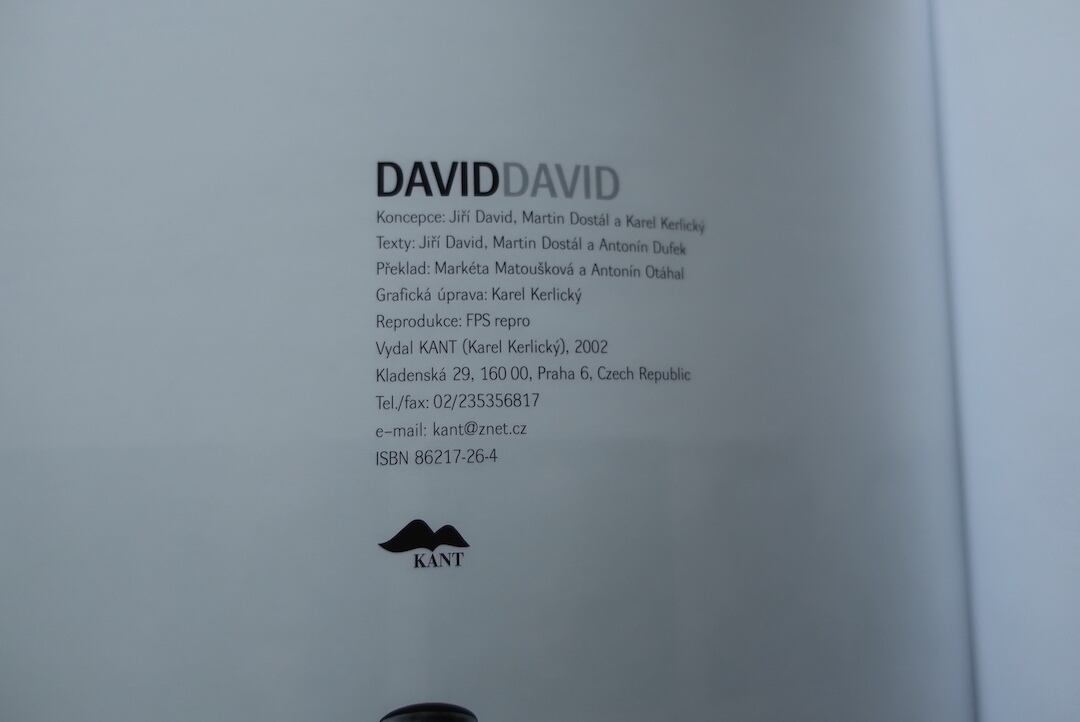 DAVIDDAVID
Koncepce: Jiří David, Martin Dostál a Karel Kerlický
Texty: Jiří David, Martin Dostál a Antonín Dufek
Překlad: Markéta Matoušková a Antonín Otáhal
Grafická úprava: Karel Kerlický
Reprodukce: FPS repro
Vydal KANT (Karel Kerlický), 2002
Kladenská 29, 160 00, Praha 6, Czech Republic
Tel./fax: 02/235356817
e–mail: kant@znet.cz
ISBN 86217-26-4
KANT